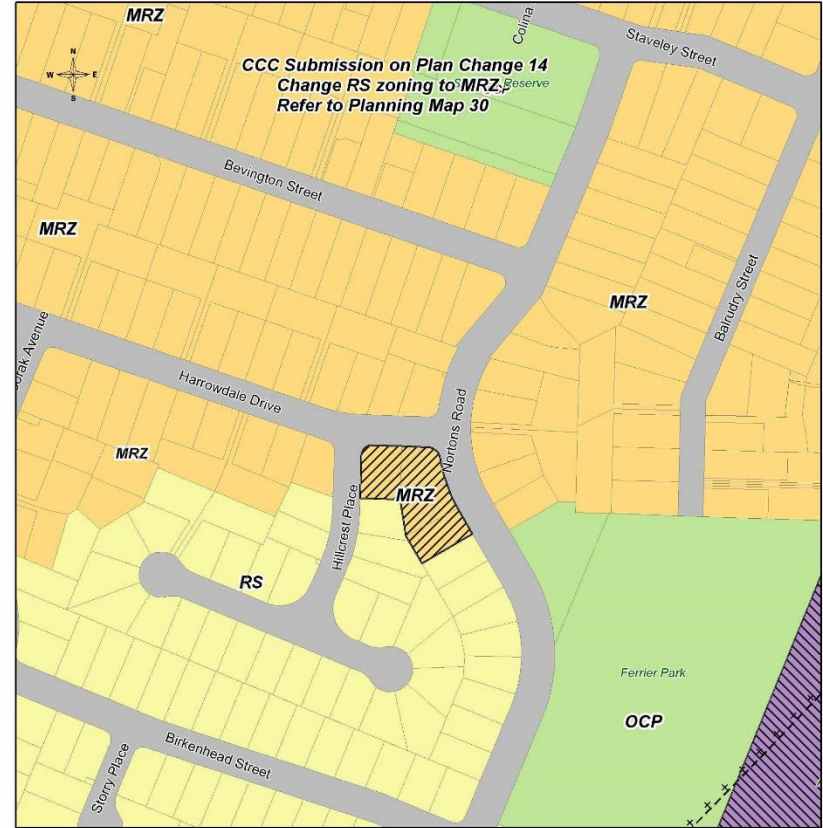 MRZ
Colina
Staveley Street
CCC Submission on Plan Change 14
Change RS zoning to MRZ
Refer to Planning Map 30
Reserve
N
W E
S
Bevington Street
MRZ
MRZ
Balrudry Street
Harrowdale Drive
Nortons Road
MRZ
MRZ
Hillcrest Place
RS
Ferrier Park
OCP
Birkenhead Street
Storry Place